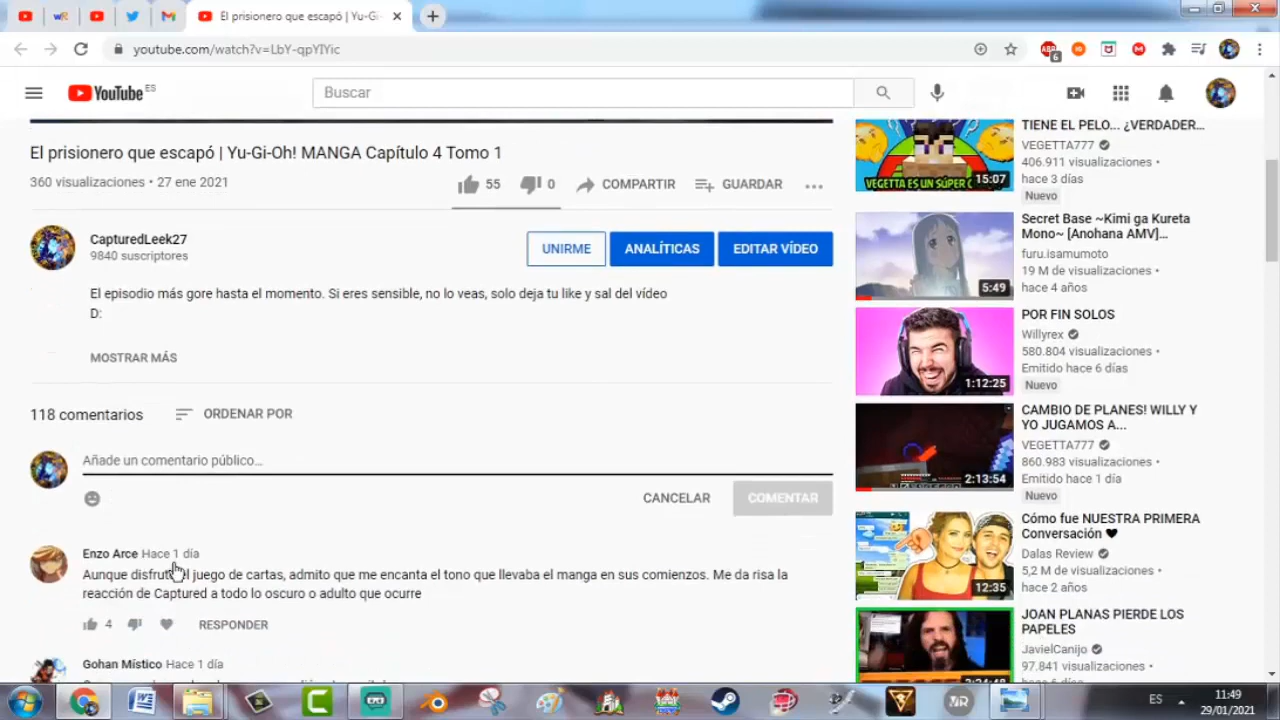 El prisionero que escapó | Yu-Gi-
youtube.com/watch?v=LbY-qpYIYic
6
YouTube ES
Buscar
El prisionero que escapó | Yu-Gi-Oh! MANGA Capítulo 4 Tomo 1
360 visualizaciones • 27 ene 2021
55
0
COMPARTIR
GUARDAR
CapturedLeek27
9840 suscriptores
UNIRME
ANALÍTICAS
EDITAR VÍDEO
El episodio más gore hasta el momento. Si eres sensible, no lo veas, solo deja tu like y sal del vídeo
D:
MOSTRAR MÁS
118 comentarios
ORDENAR POR
Añade un comentario público...
CANCELAR
COMENTAR
Enzo Arce Hace 1 día
Aunque disfruté el juego de cartas, admito que me encanta el tono que llevaba el manga en sus comienzos. Me da risa la
reacción de Captured a todo lo oscuto o adulto que ocurre
4
RESPONDER
Gohan Místico Hace 1 día
VEGETTA ES UN SÚPER
15:07
TIENE EL PELO... ¿VERDADER...
VEGETTA777
406.911 visualizaciones •
hace 3 días
Nuevo
5:49
Secret Base ~Kimi ga Kureta
Mono~ [Anohana AMV]...
furu.isamumoto
19 M de visualizaciones •
hace 4 años
1:12:25
POR FIN SOLOS
Willyrex
580.804 visualizaciones •
Emitido hace 6 días
Nuevo
2:13:54
CAMBIO DE PLANES! WILLY Y
YO JUGAMOS A...
VEGETTA777
860.983 visualizaciones •
Emitido hace 1 día
Nuevo
12:35
Cómo fue NUESTRA PRIMERA
Conversación ♥
Dalas Review
5,2 M de visualizaciones •
hace 2 años
JOAN PLANAS PIERDE LOS
PAPELES
JavielCanijo
97.841 visualizaciones •
ES
11:49
29/01/2021